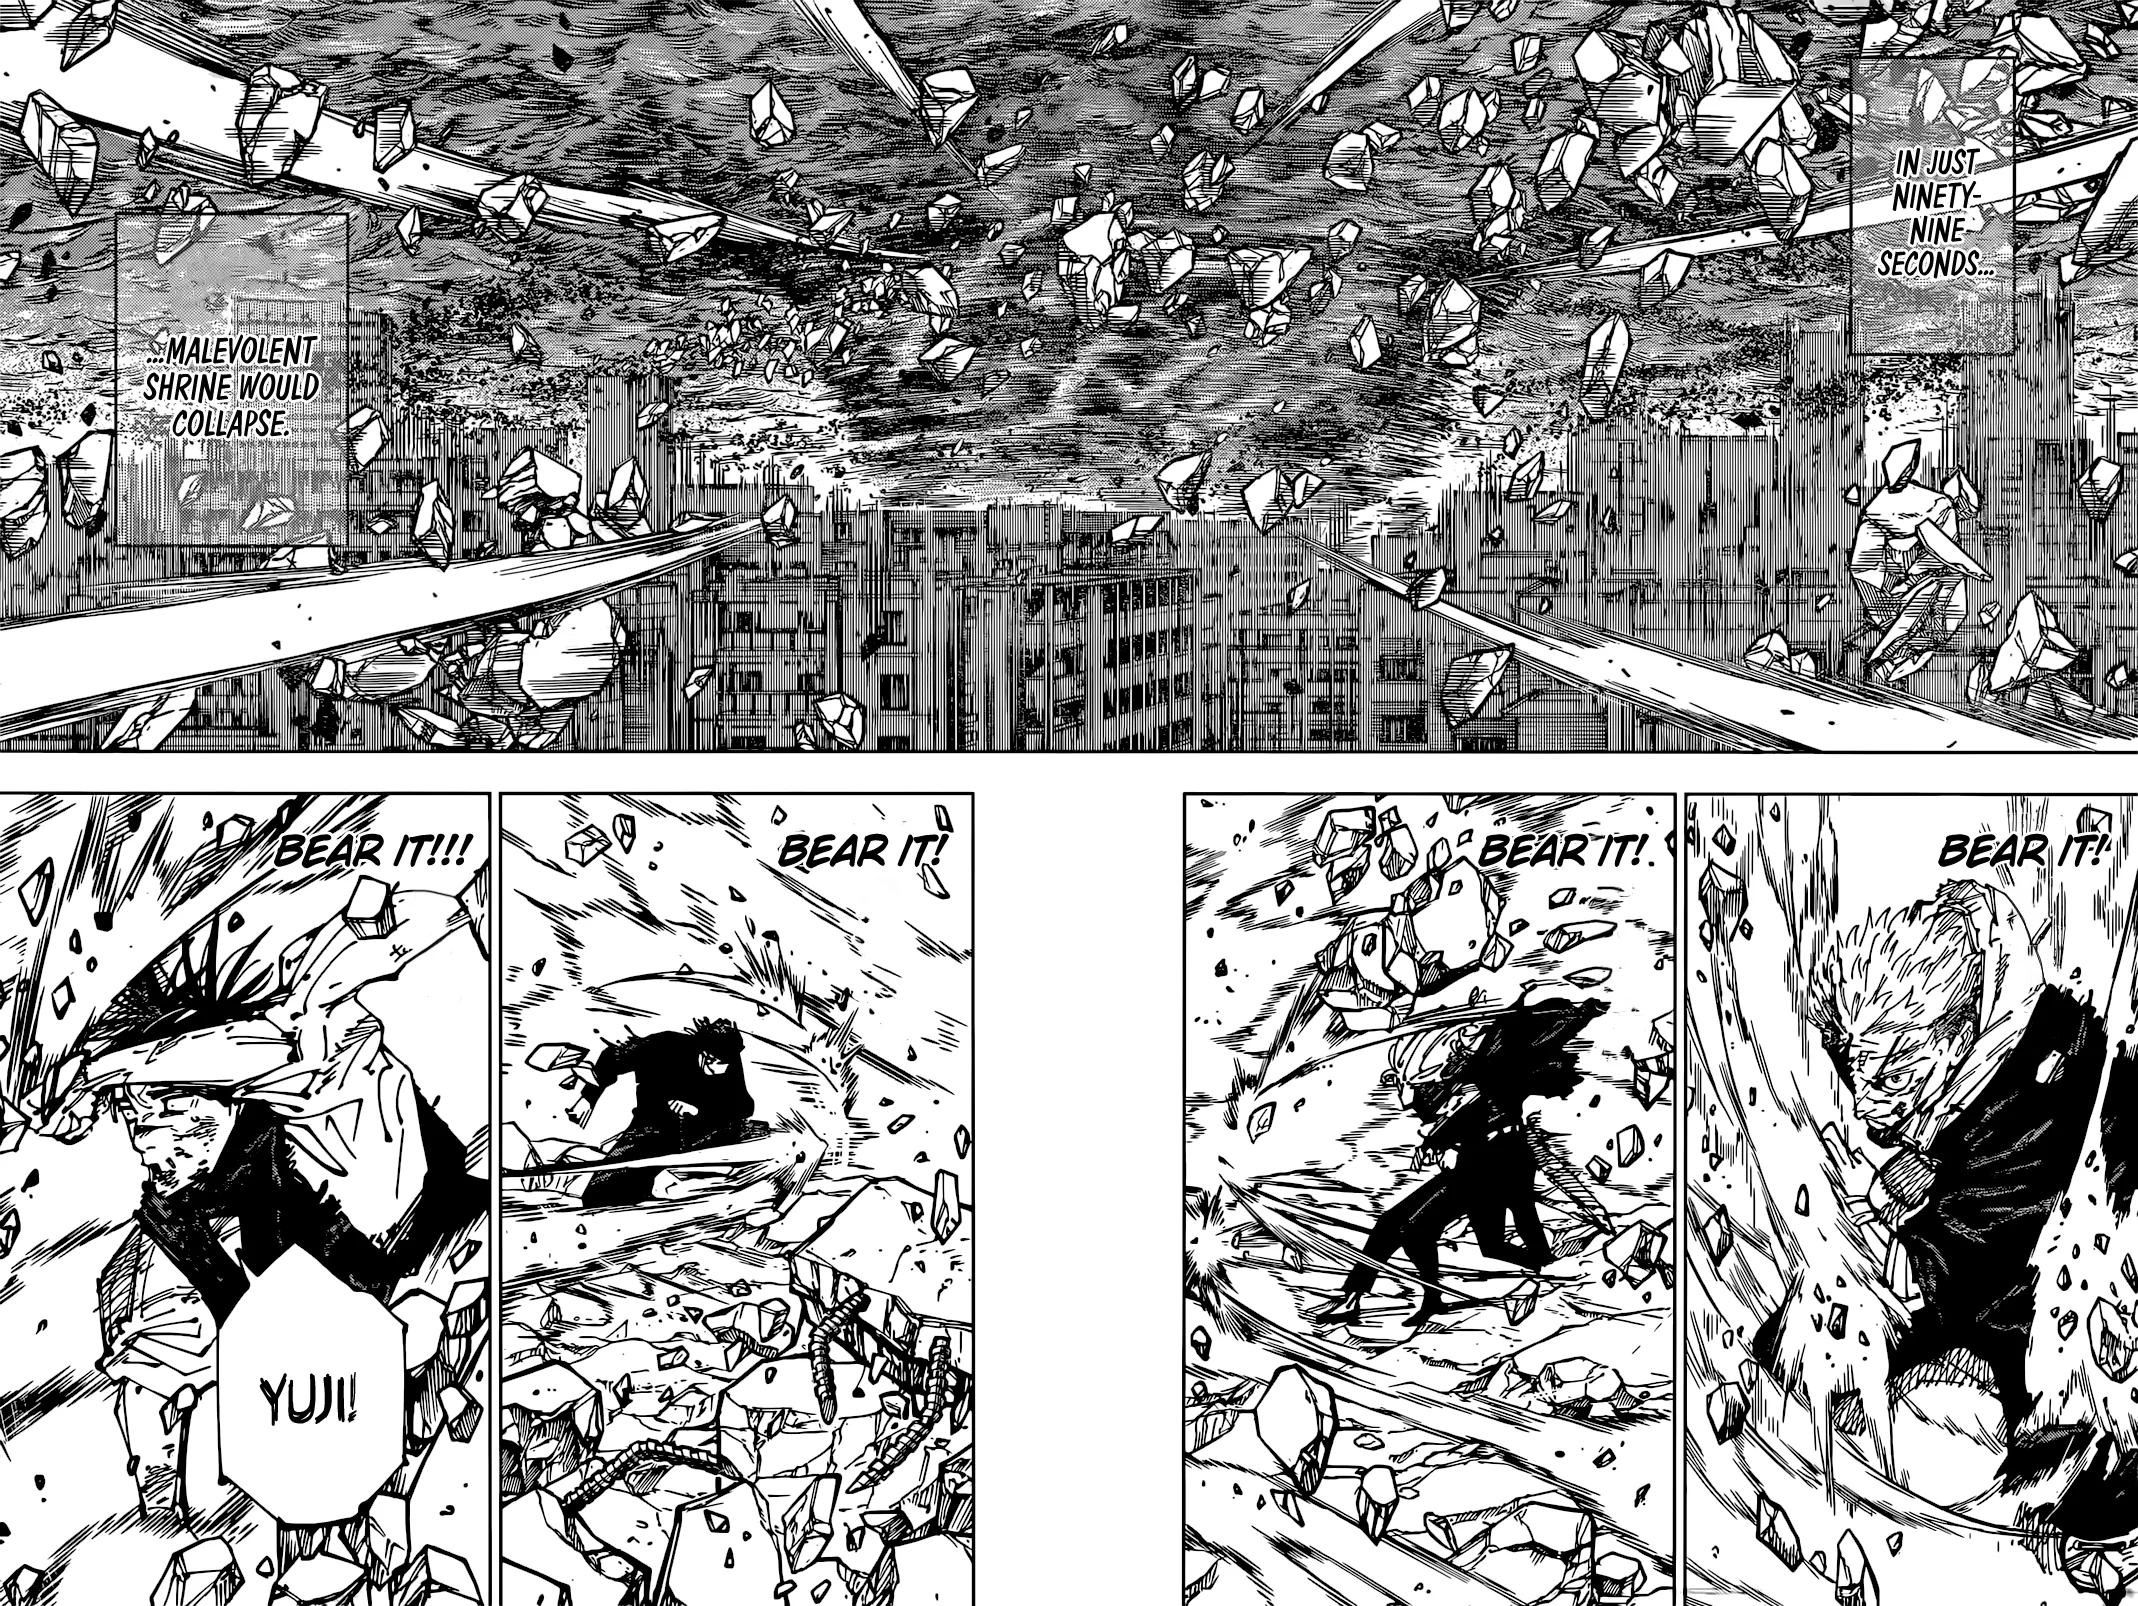 IN JUST
NINETY-
NINE
SECONDS...
...MALEVOLENT
SHRINE WOULD
COLLAPSE.
BEAR IT!
BEAR IT!
BEAR IT!
BEAR IT!!!
YUJI!